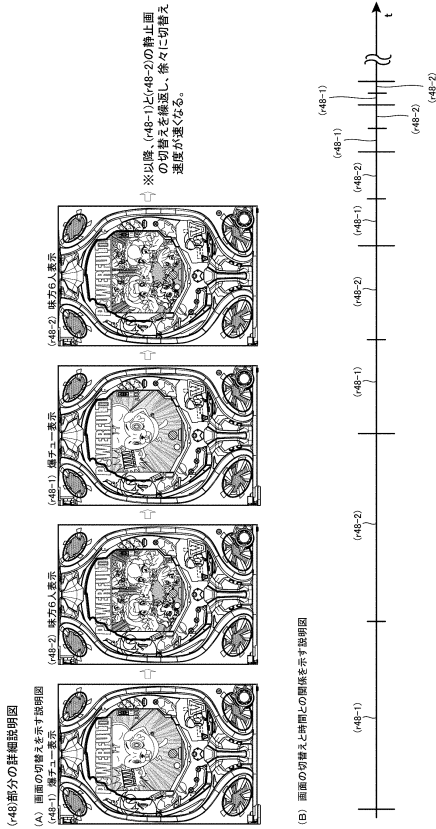 (r48)部分の詳細説明図
(A) 画面の切替えを示す説明図
(r48-1) 爆チュー表示
(r48-2) 味方6人表示
(r48-1) 爆チュー表示
(r48-2) 味方6人表示
POWERFUL
POWERFUL
POWERFUL
POWERFUL
※以降、(r48-1)と(r48-2)の静止画
の切替えを繰返し、徐々に切替え
速度が速くなる。
(B) 画面の切替えと時間との関係を示す説明図
(r48-1)
(r48-2)
(r48-1)
(r48-2)
(r48-1)
(r48-2)
(r48-1)
(r48-2)
(r48-1)
(r48-2)
t